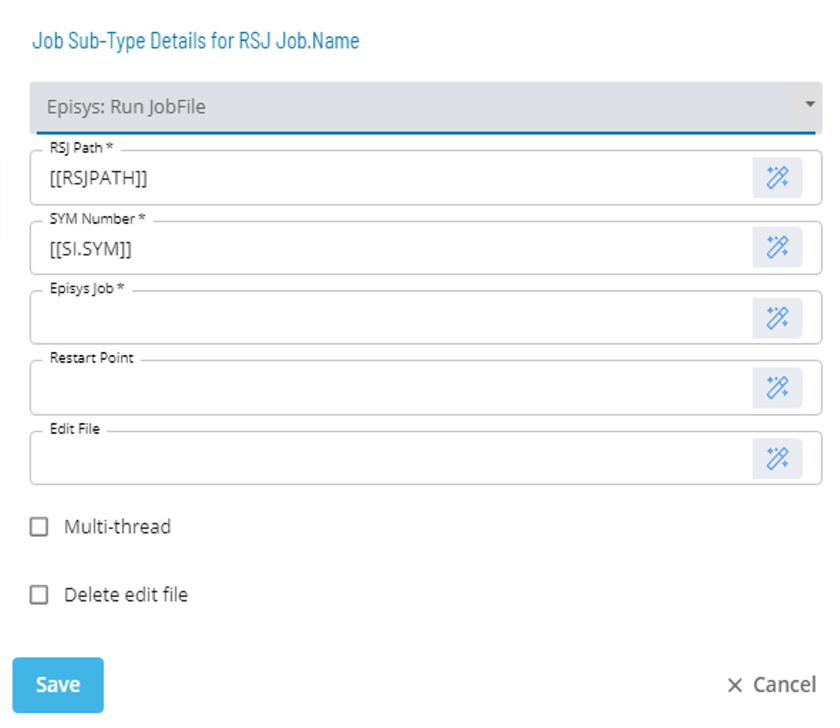 Job Sub-Type Details for RSJ Job.Name
Episys: Run JobFile
RSJ Path *
[[RSJPATH]]
SYM Number *
[[SI.SYM]]
Episys Job *
Restart Point
Edit File
Multi-thread
Delete edit file
Save
Cancel